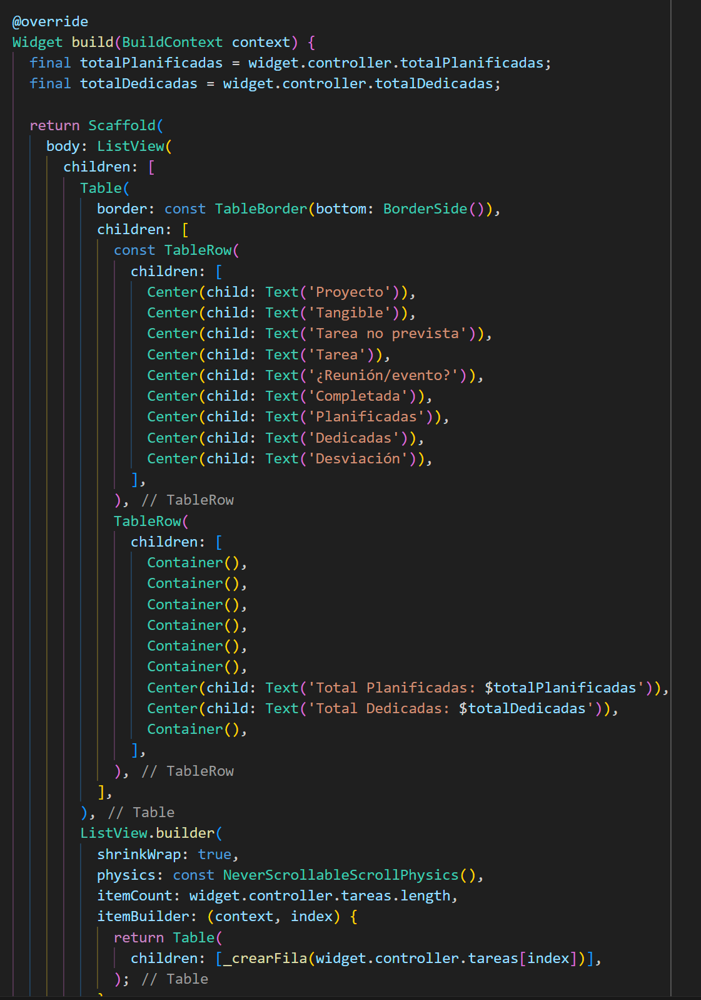 @override
Widget build(BuildContext context) {
  final totalPlanificadas = widget.controller.totalPlanificadas;
  final totalDedicadas = widget.controller.totalDedicadas;

  return Scaffold(
    body: ListView(
      children: [
        Table(
          border: const TableBorder(bottom: BorderSide()),
          children: [
            const TableRow(
              children: [
                Center(child: Text('Proyecto')),
                Center(child: Text('Tangible')),
                Center(child: Text('Tarea no prevista')),
                Center(child: Text('Tarea')),
                Center(child: Text('¿Reunión/evento?')),
                Center(child: Text('Completada')),
                Center(child: Text('Planificadas')),
                Center(child: Text('Dedicadas')),
                Center(child: Text('Desviación')),
              ],
            ), // TableRow
            TableRow(
              children: [
                Container(),
                Container(),
                Container(),
                Container(),
                Container(),
                Container(),
                Center(child: Text('Total Planificadas: $totalPlanificadas')),
                Center(child: Text('Total Dedicadas: $totalDedicadas')),
                Container(),
              ],
            ), // TableRow
          ],
        ), // Table
        ListView.builder(
          shrinkWrap: true,
          physics: const NeverScrollableScrollPhysics(),
          itemCount: widget.controller.tareas.length,
          itemBuilder: (context, index) {
            return Table(
              children: [_crearFila(widget.controller.tareas[index])],
            ); // Table